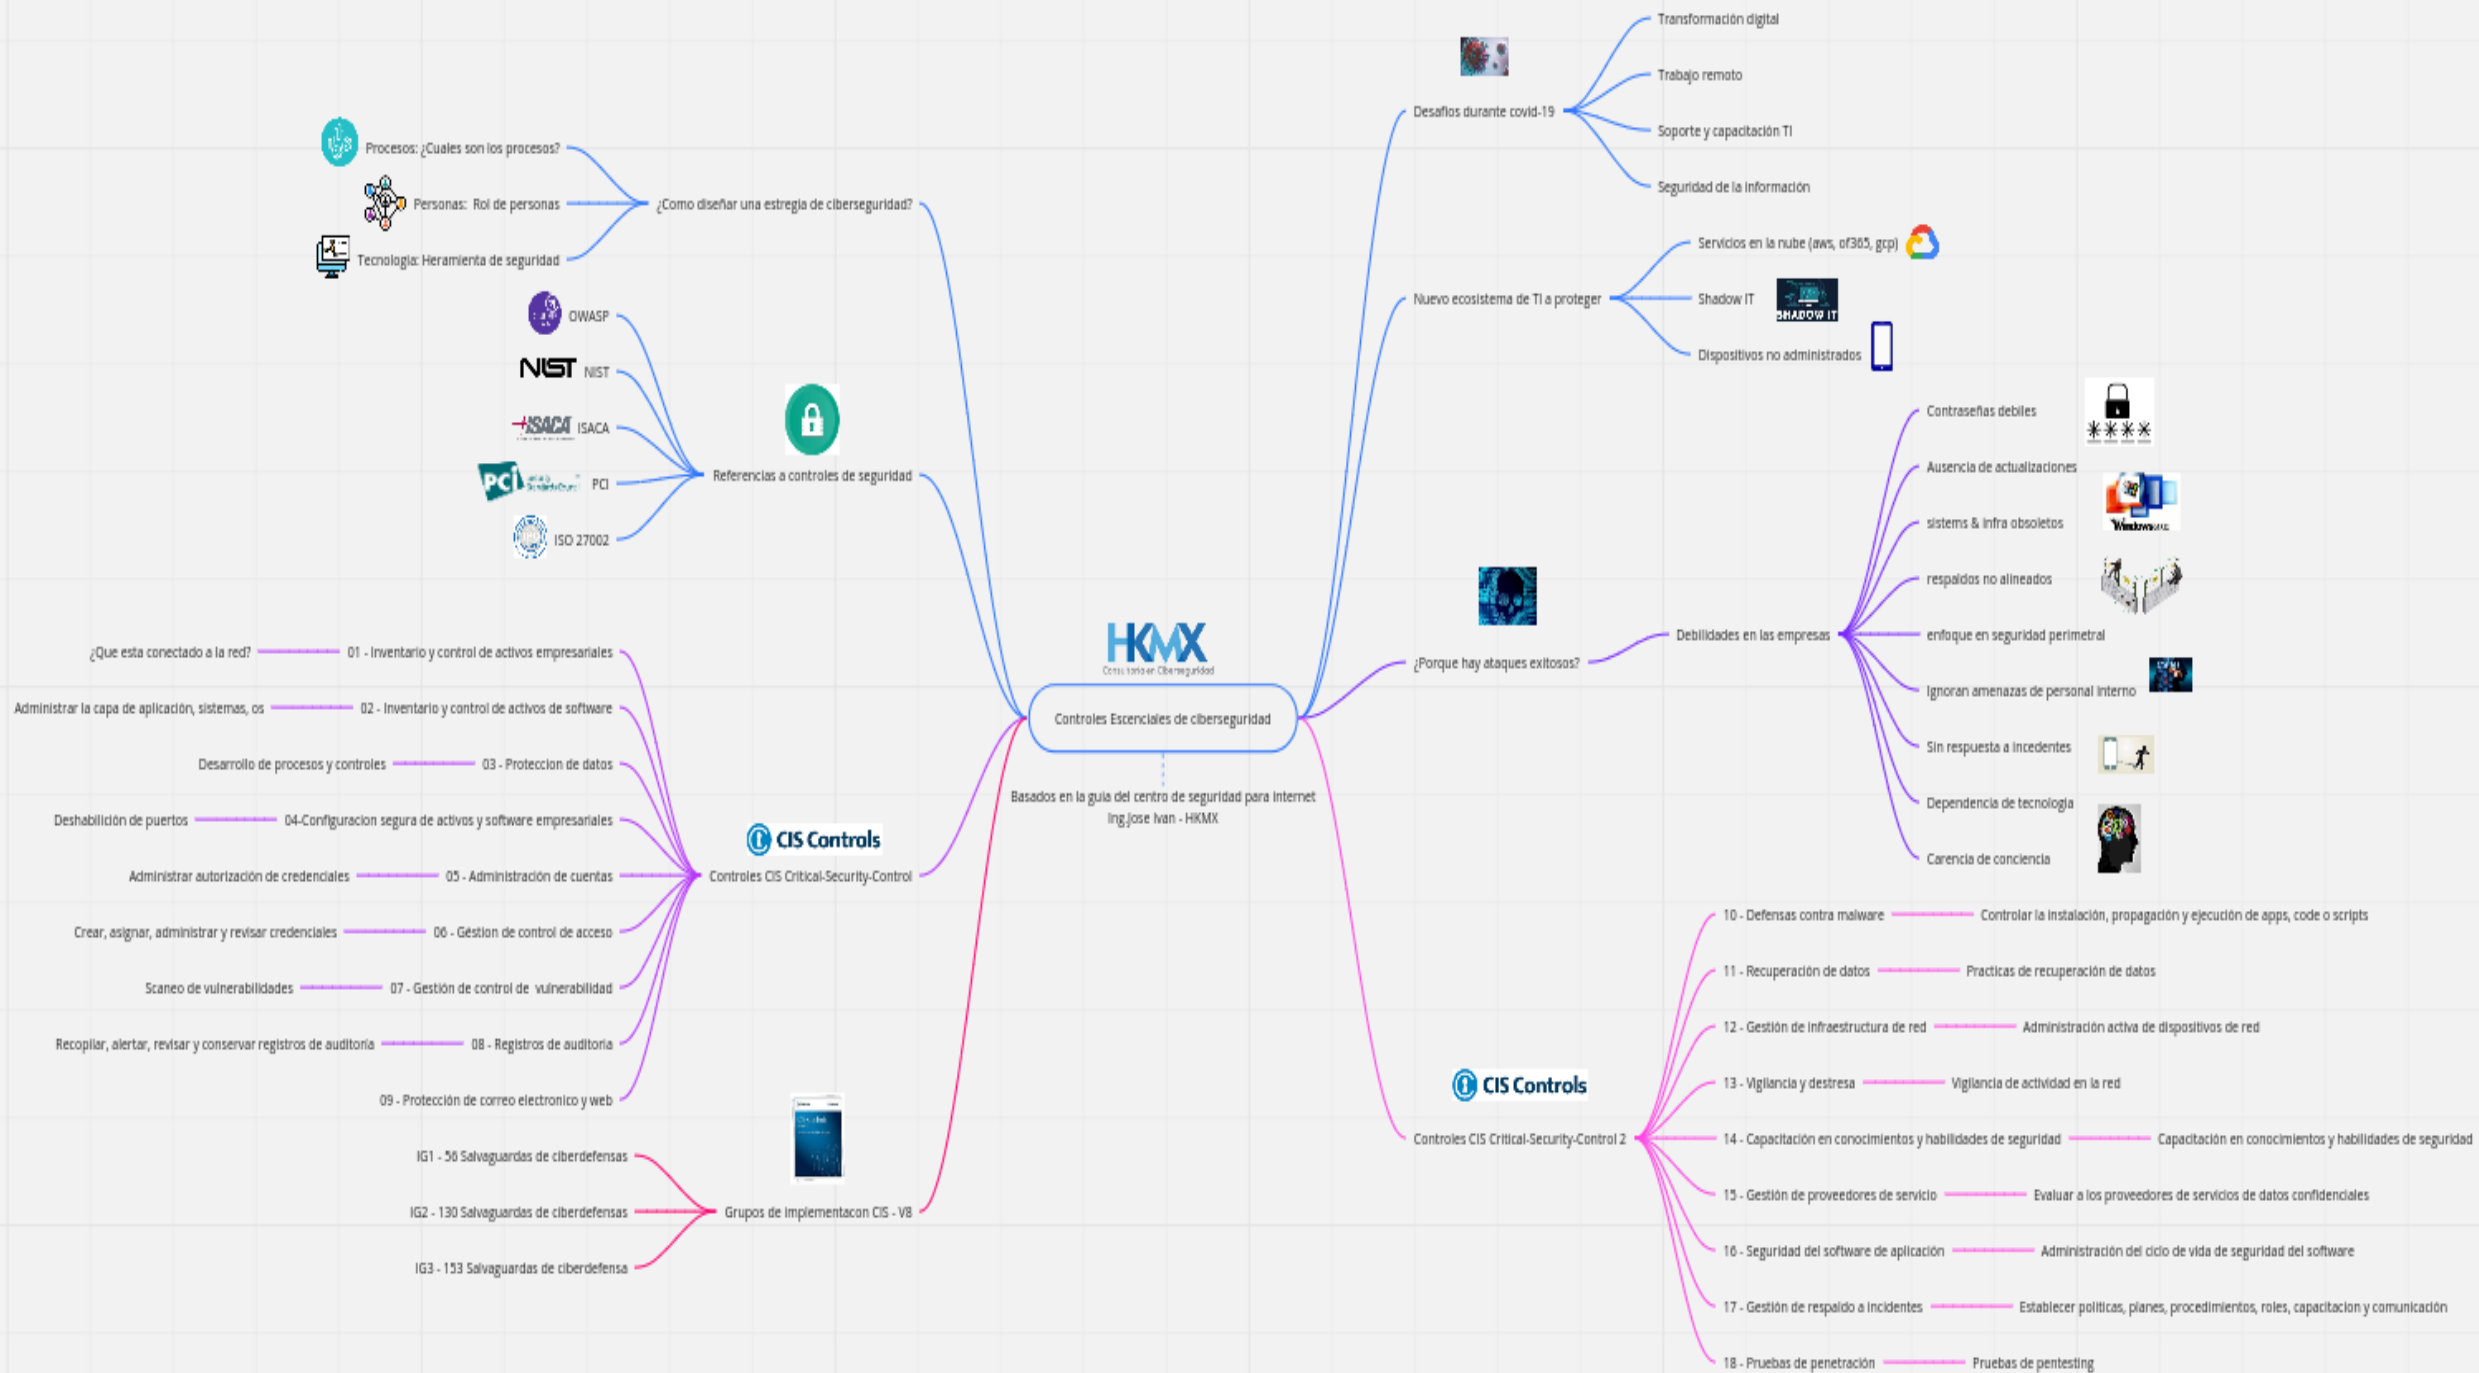 HKMX
Consultoria en Ciberseguridad
Controles Escenciales de ciberseguridad
Basados en la guia del centro de seguridad para internet
Ing.Jose Ivan - HKMX
¿Como diseñar una estregia de ciberseguridad?
Procesos: ¿Cuales son los procesos?
Personas: Rol de personas
Tecnologia: Heramienta de seguridad
Referencias a controles de seguridad
OWASP
NIST
NIST
ISACA
ISACA
PCI
PCI
ISO 27002
CIS Controls
Controles CIS Critical-Security-Control
01 - Inventario y control de activos empresariales
¿Que esta conectado a la red?
02 - Inventario y control de activos de software
Administrar la capa de aplicación, sistemas, os
03 - Proteccion de datos
Desarrollo de procesos y controles
04-Configuracion segura de activos y software empresariales
Deshabilición de puertos
05 - Administración de cuentas
Administrar autorización de credenciales
06 - Géstion de control de acceso
Crear, asignar, administrar y revisar credenciales
07 - Gestión de control de vulnerabilidad
Scaneo de vulnerabilidades
08 - Registros de auditoria
Recopilar, alertar, revisar y conservar registros de auditoria
09 - Protección de correo electronico y web
Grupos de implementacon CIS - V8
IG1 - 56 Salvaguardas de ciberdefensas
IG2 - 130 Salvaguardas de ciberdefensas
IG3 - 153 Salvaguardas de ciberdefensa
Desafios durante covid-19
Transformación digital
Trabajo remoto
Soporte y capacitación TI
Seguridad de la información
Nuevo ecosistema de TI a proteger
Servicios en la nube (aws, of365, gcp)
Shadow IT
SHADOW IT
Dispositivos no administrados
¿Porque hay ataques exitosos?
Debilidades en las empresas
Contraseñas debiles
Ausencia de actualizaciones
Windows
sistems & infra obsoletos
respaldos no alineados
enfoque en seguridad perimetral
Ignoran amenazas de personal interno
Sin respuesta a incedentes
Dependencia de tecnologia
Carencia de conciencia
CIS Controls
Controles CIS Critical-Security-Control 2
10 - Defensas contra malware
Controlar la instalación, propagación y ejecución de apps, code o scripts
11 - Recuperación de datos
Practicas de recuperación de datos
12 - Gestión de infraestructura de red
Administración activa de dispositivos de red
13 - Vigilancia y destresa
Vigilancia de actividad en la red
14 - Capacitación en conocimientos y habilidades de seguridad
Capacitación en conocimientos y habilidades de seguridad
15 - Gestión de proveedores de servicio
Evaluar a los proveedores de servicios de datos confidenciales
16 - Seguridad del software de aplicación
Administración del ciclo de vida de seguridad del software
17 - Gestión de respaldo a incidentes
Establecer politicas, planes, procedimientos, roles, capacitacion y comunicación
18 - Pruebas de penetración
Pruebas de pentesting